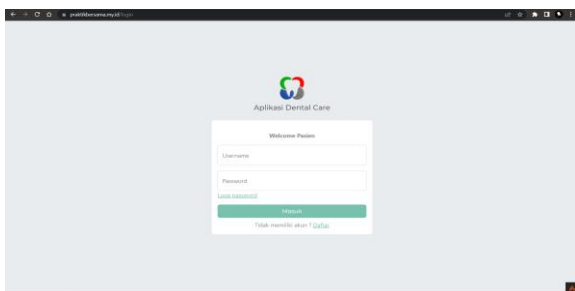 praktikbersama.my.id/login
Aplikasi Dental Care
Welcome Pasien
Username
Password
Lupa password
Masuk
Tidak memiliki akun ? Daftar